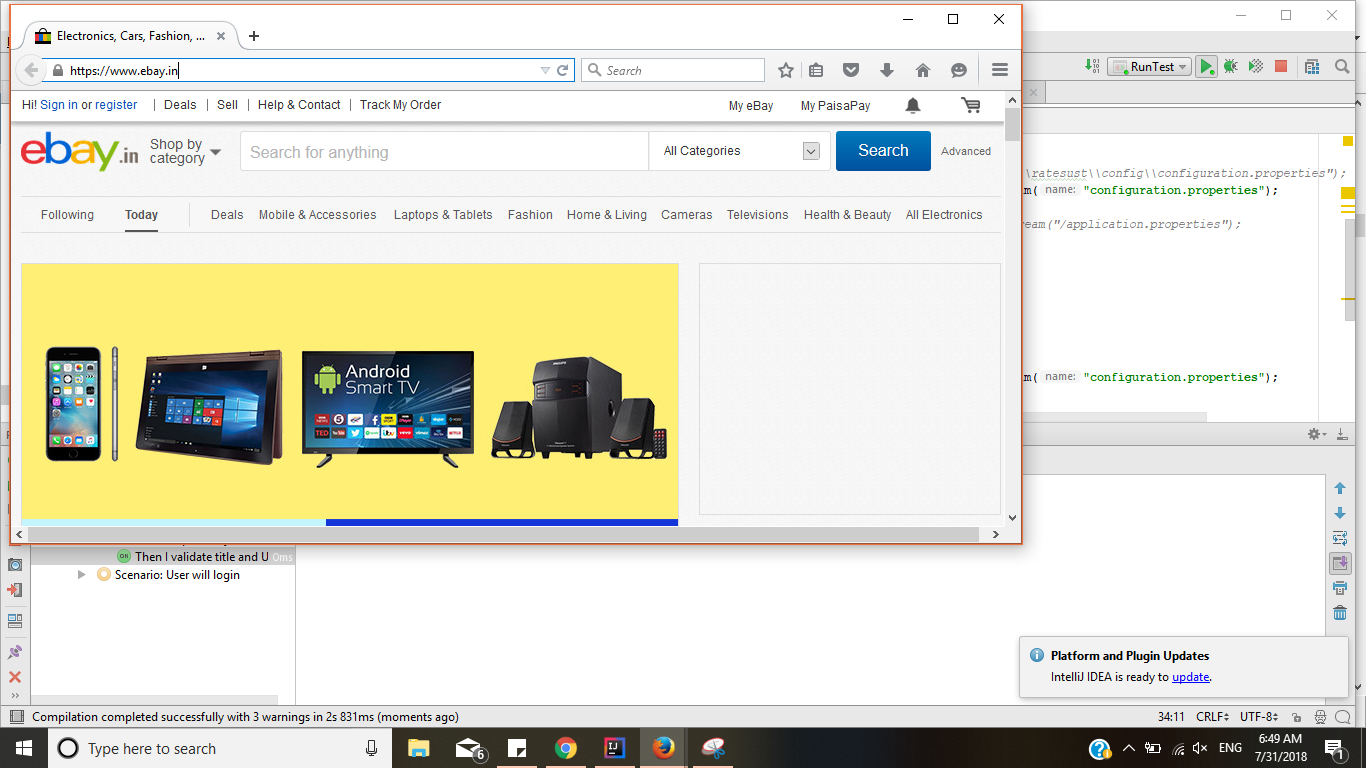 Electronics, Cars, Fashion, ...
https://www.ebay.in
Search
RunTest
Hi! Sign in or register
Deals
Sell
Help & Contact
Track My Order
My eBay
My PaisaPay
ebay.in
Shop by
category
Search for anything
All Categories
Search
Advanced
\ratesust\\config\\configuration.properties");
m( name: "configuration.properties");
ream("/application.properties");
Following
Today
Deals
Mobile & Accessories
Laptops & Tablets
Fashion
Home & Living
Cameras
Televisions
Health & Beauty
All Electronics
ANDROID
Smart TV
m( name: "configuration.properties");
Then I validate title and U 0ms
Scenario: User will login
Platform and Plugin Updates
IntelliJ IDEA is ready to update.
Compilation completed successfully with 3 warnings in 2s 831ms (moments ago)
34:11
CRLF
UTF-8
Type here to search
6
ENG
6:49 AM
7/31/2018
1